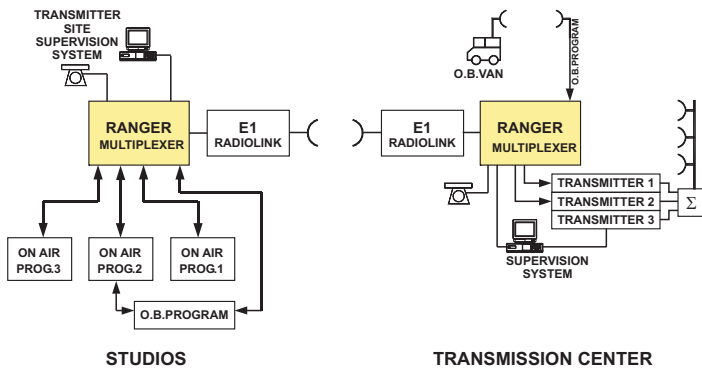 TRANSMITTER
SITE
SUPERVISION
SYSTEM
RANGER
MULTIPLEXER
E1
RADIOLINK
ON AIR
PROG.3
ON AIR
PROG.2
ON AIR
PROG.1
O.B.PROGRAM
STUDIOS
O.B.VAN
O.B.PROGRAM
E1
RADIOLINK
RANGER
MULTIPLEXER
TRANSMITTER 1
TRANSMITTER 2
TRANSMITTER 3
Σ
SUPERVISION
SYSTEM
TRANSMISSION CENTER